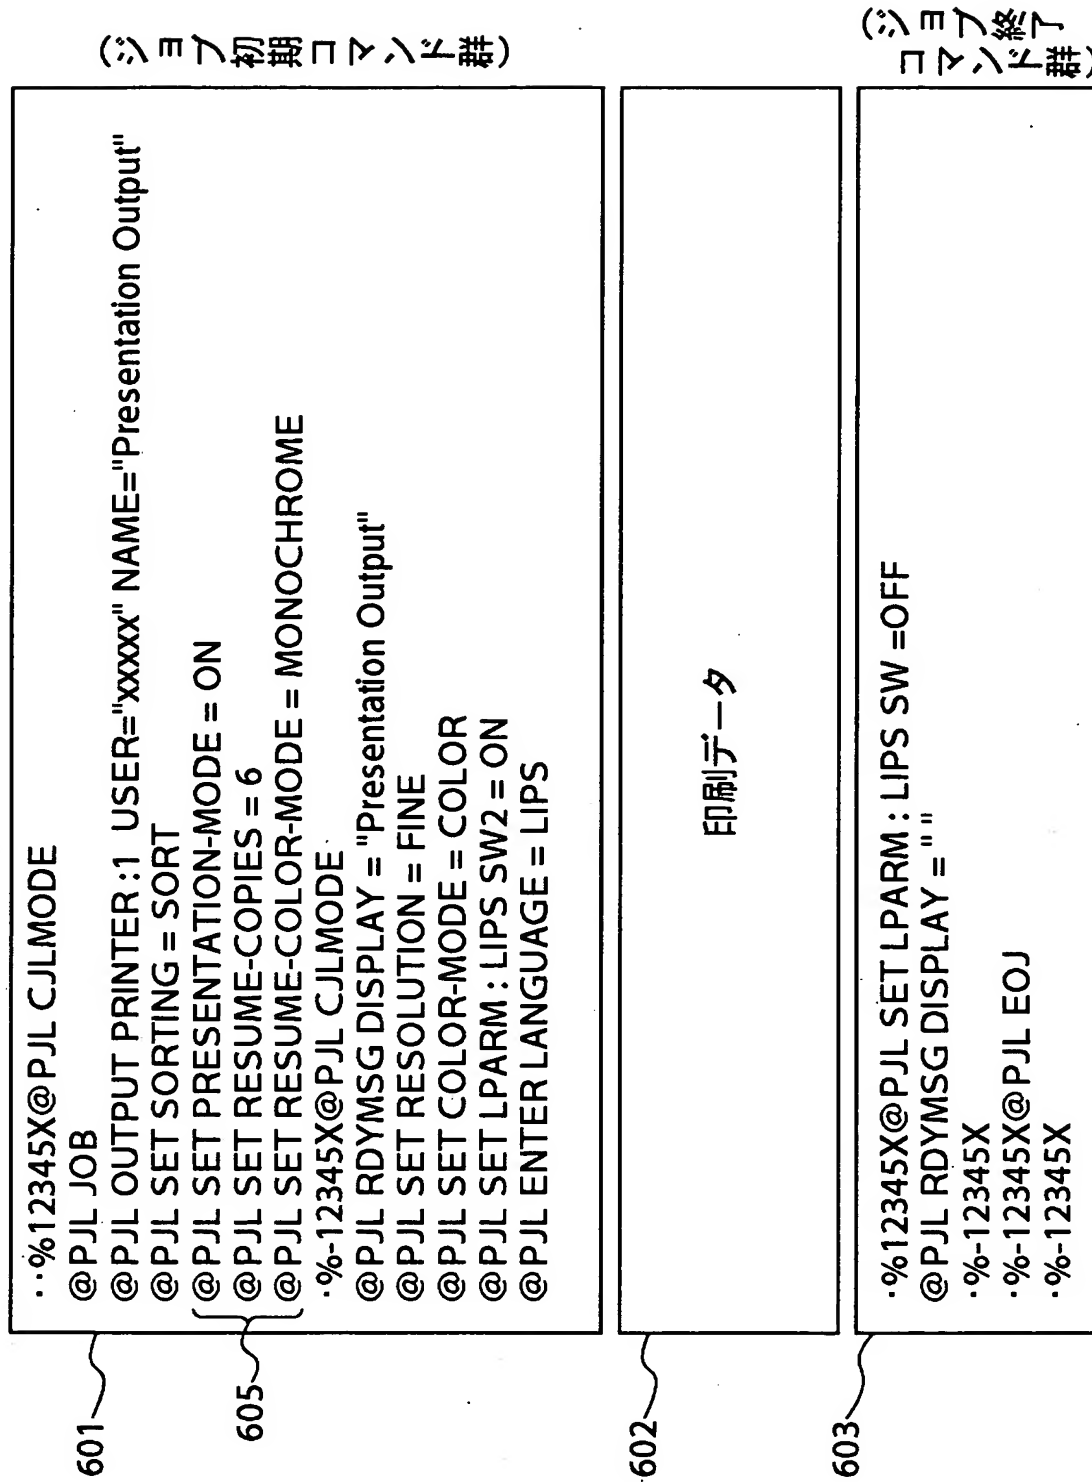 601
··%12345X@PJL CJLMODE
@PJL JOB
@PJL OUTPUT PRINTER :1 USER="xxxxx" NAME="Presentation Output"
@PJL SET SORTING = SORT
605
@PJL SET PRESENTATION-MODE = ON
@PJL SET RESUME-COPIES = 6
@PJL SET RESUME-COLOR-MODE = MONOCHROME
·%-12345X@PJL CJLMODE
@PJL RDYMSG DISPLAY = "Presentation Output"
@PJL SET RESOLUTION = FINE
@PJL SET COLOR-MODE = COLOR
@PJL SET LPARM : LIPS SW2 = ON
@PJL ENTER LANGUAGE = LIPS
(ジョブ初期コマンド群)
602
印刷データ
603
·%12345X@PJL SET LPARM : LIPS SW =OFF
@PJL RDYMSG DISPLAY = " "
·%-12345X
·%-12345X@PJL EOJ
·%-12345X
(ジョブ終了
コマンド群)